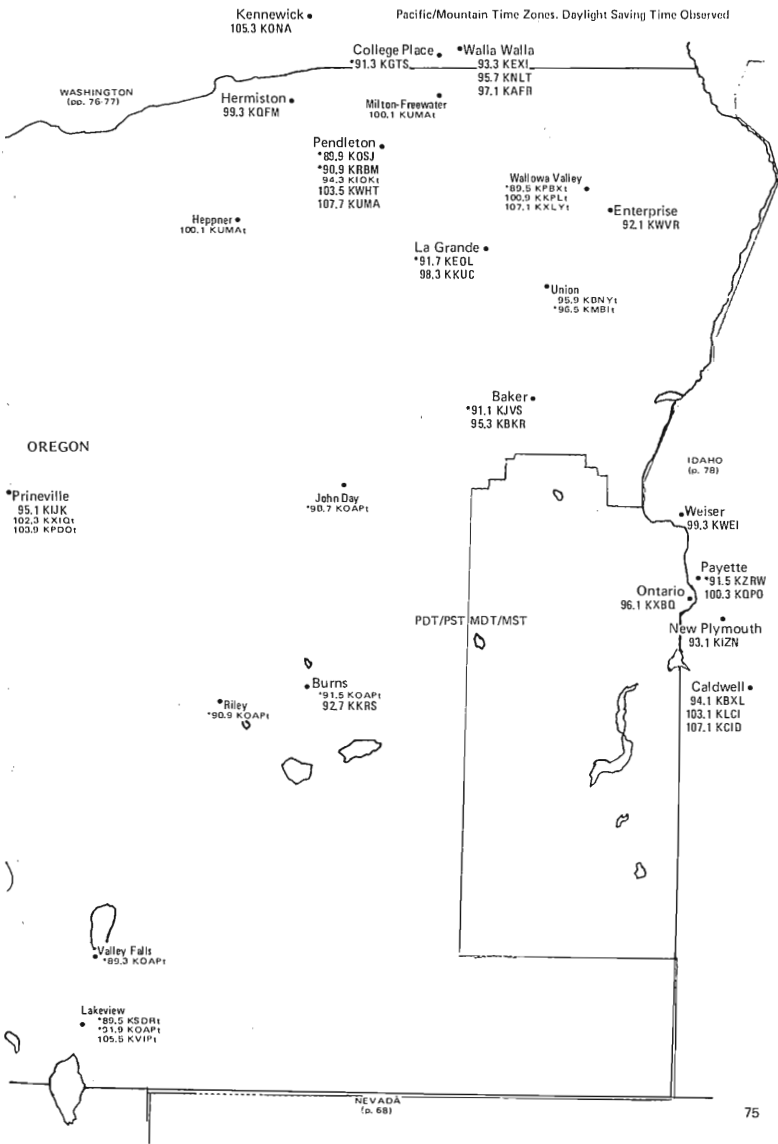 Kennewick
105.3 KONA
Pacific/Mountain Time Zones. Daylight Saving Time Observed
College Place
*91.3 KGTS
Walla Walla
93.3 KEXI
95.7 KNLT
97.1 KAFR
WASHINGTON
(pp. 76-77)
Hermiston
99.3 KQFM
Milton-Freewater
100.1 KUMAt
Pendleton
*89.9 KOSJ
*90.9 KRBM
94.3 KIOKt
103.5 KWHT
107.7 KUMA
Wallowa Valley
*89.5 KPBXt
100.9 KKPLt
107.1 KXLYt
Enterprise
92.1 KWVR
Heppner
100.1 KUMAt
La Grande
*91.7 KEOL
98.3 KKUC
Union
95.9 KBNYt
*96.5 KMBIt
Baker
*91.1 KJVS
95.3 KBKR
OREGON
IDAHO
(p. 78)
Prineville
95.1 KIJK
102.3 KXIQt
103.9 KPDOt
John Day
*90.7 KOAPt
Weiser
99.3 KWEI
Payette
*91.5 KZRW
100.3 KQPO
Ontario
96.1 KXBQ
PDT/PST MDT/MST
New Plymouth
93.1 KIZN
Burns
*91.5 KOAPt
92.7 KKRS
Riley
*90.9 KOAPt
Caldwell
94.1 KBXL
103.1 KLCI
107.1 KCID
Valley Falls
*89.3 KOAPt
Lakeview
*89.5 KSDRt
*91.9 KOAPt
105.5 KVIPt
NEVADA
(p. 68)
75